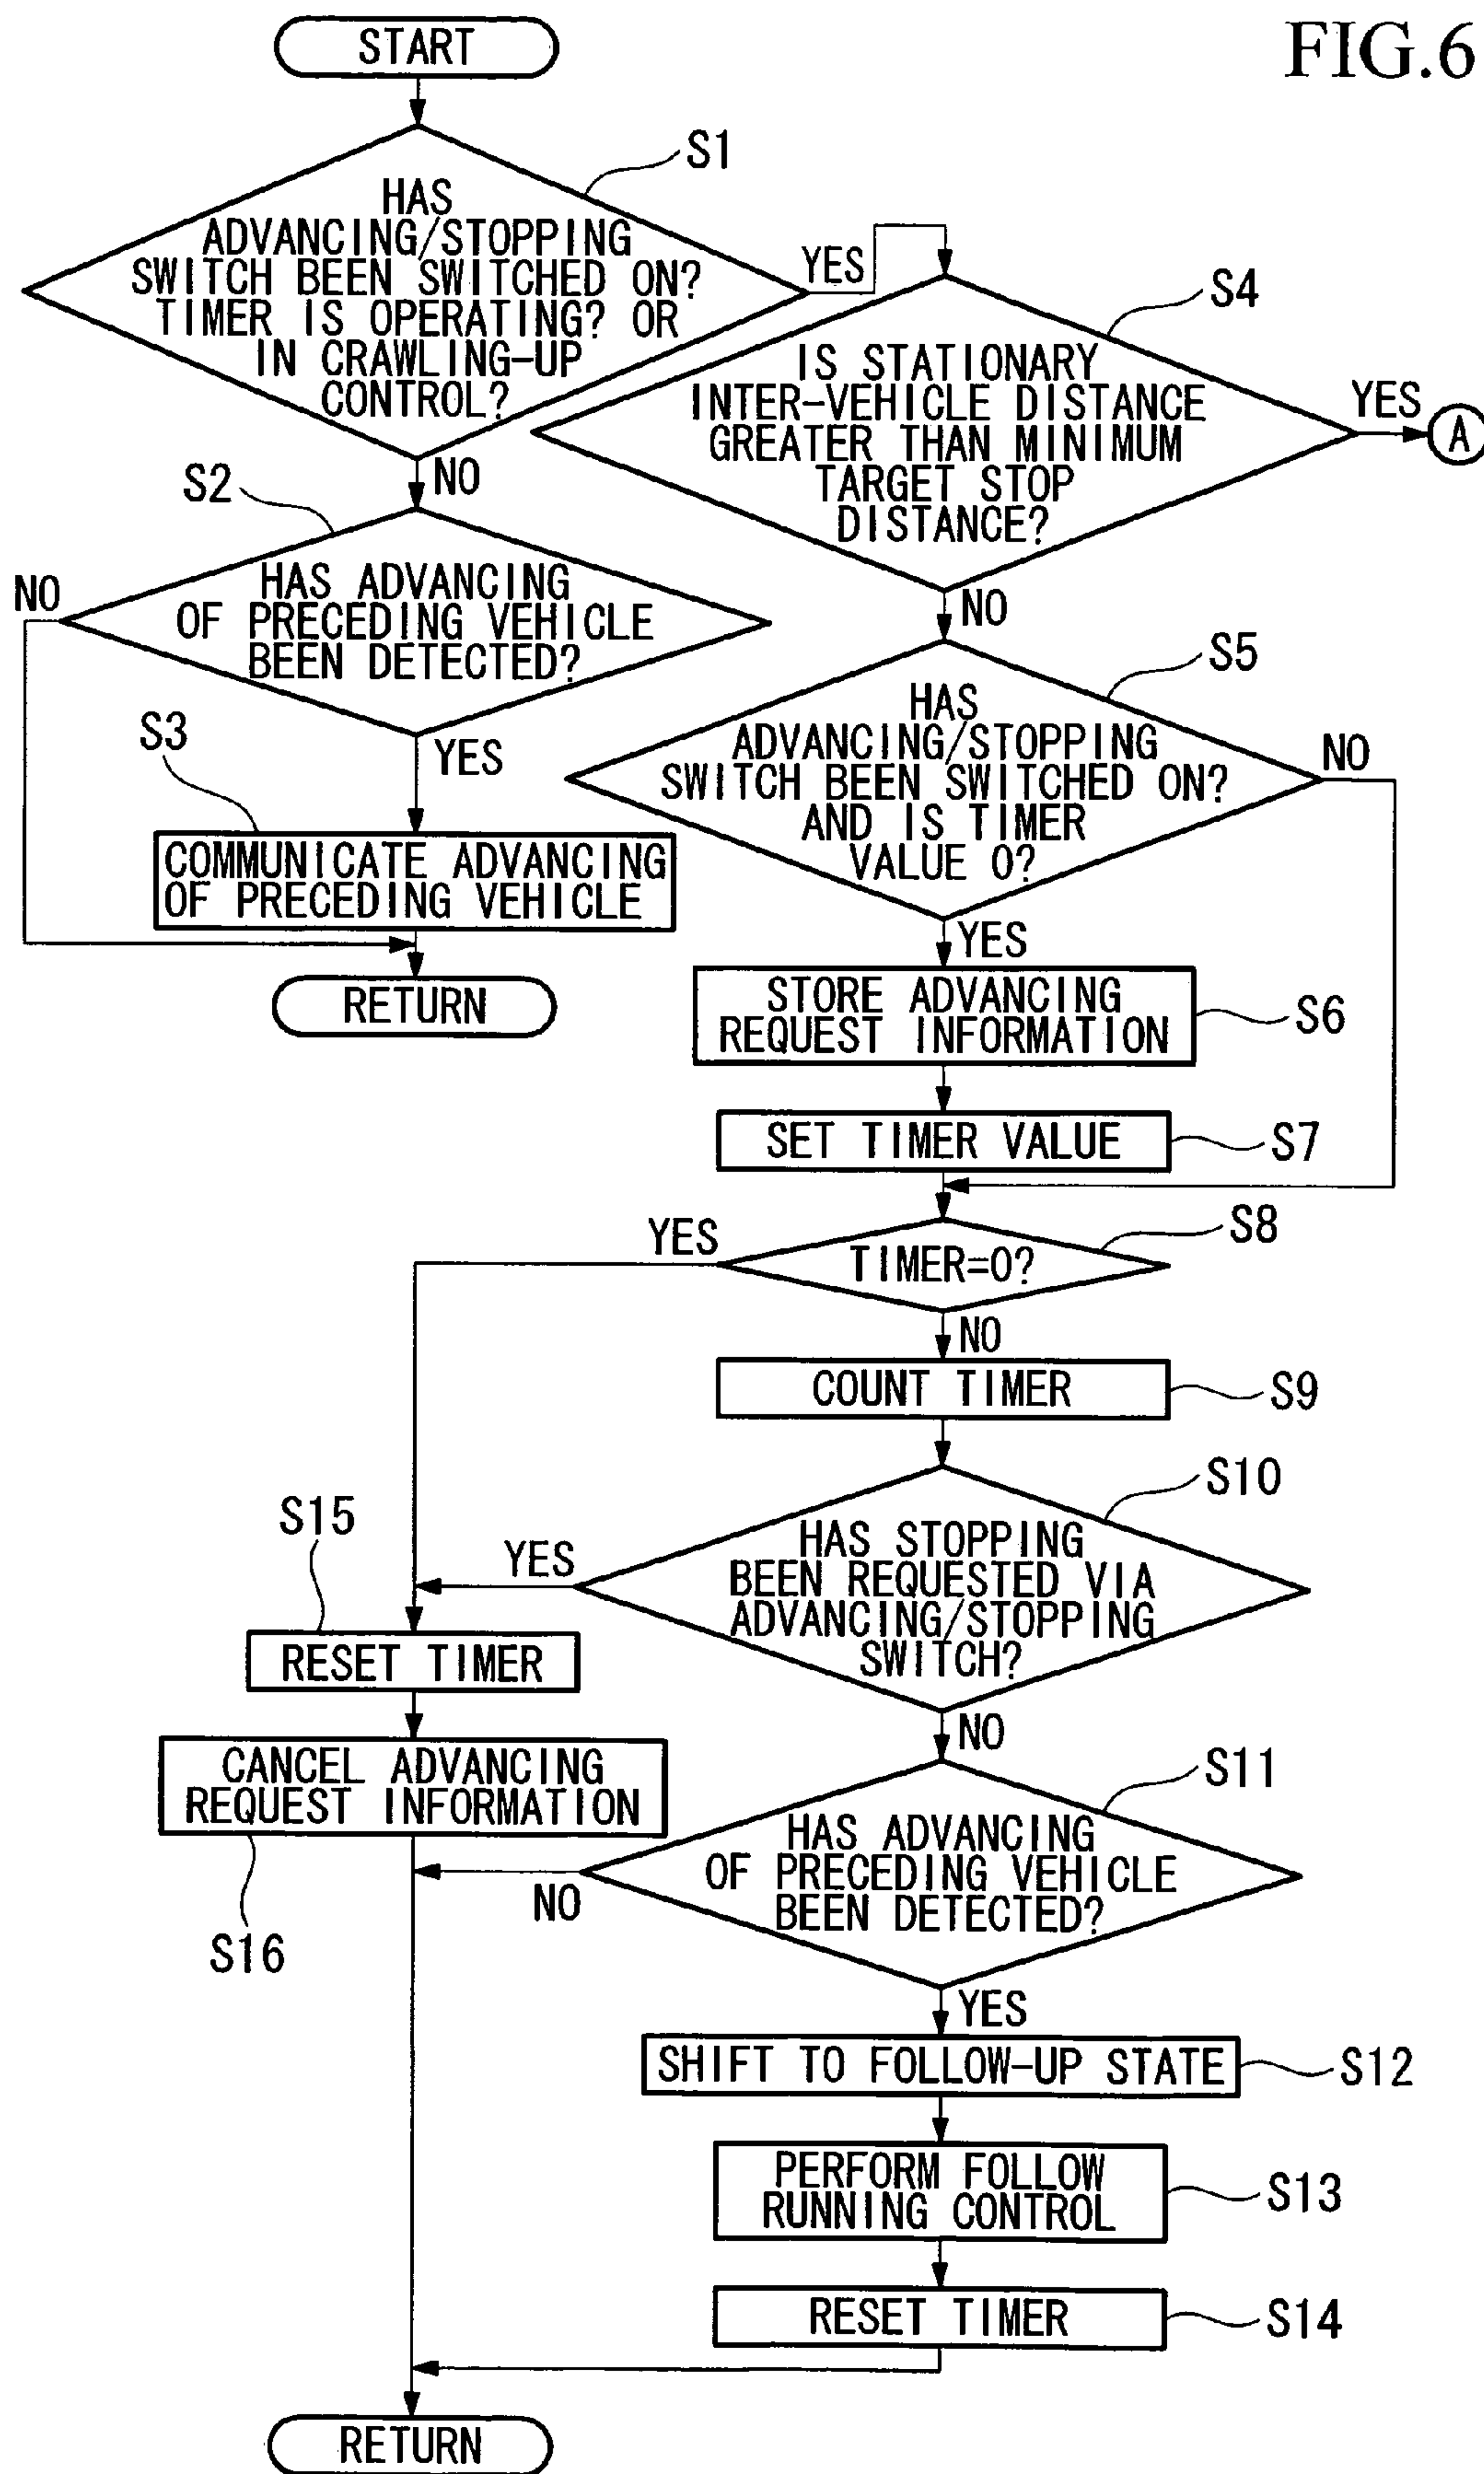 FIG.6
START
S1
HAS
ADVANCING/STOPPING
SWITCH BEEN SWITCHED ON?
TIMER IS OPERATING? OR
IN CRAWLING-UP
CONTROL?
YES
NO
S4
IS STATIONARY
INTER-VEHICLE DISTANCE
GREATER THAN MINIMUM
TARGET STOP
DISTANCE?
YES
A
NO
S2
HAS ADVANCING
OF PRECEDING VEHICLE
BEEN DETECTED?
NO
YES
S3
COMMUNICATE ADVANCING
OF PRECEDING VEHICLE
RETURN
S5
HAS
ADVANCING/STOPPING
SWITCH BEEN SWITCHED ON?
AND IS TIMER
VALUE 0?
NO
YES
STORE ADVANCING
REQUEST INFORMATION
S6
SET TIMER VALUE
S7
S8
TIMER=0?
YES
NO
COUNT TIMER
S9
S10
HAS STOPPING
BEEN REQUESTED VIA
ADVANCING/STOPPING
SWITCH?
YES
NO
S15
RESET TIMER
CANCEL ADVANCING
REQUEST INFORMATION
S16
S11
HAS ADVANCING
OF PRECEDING VEHICLE
BEEN DETECTED?
NO
YES
SHIFT TO FOLLOW-UP STATE
S12
PERFORM FOLLOW
RUNNING CONTROL
S13
RESET TIMER
S14
RETURN